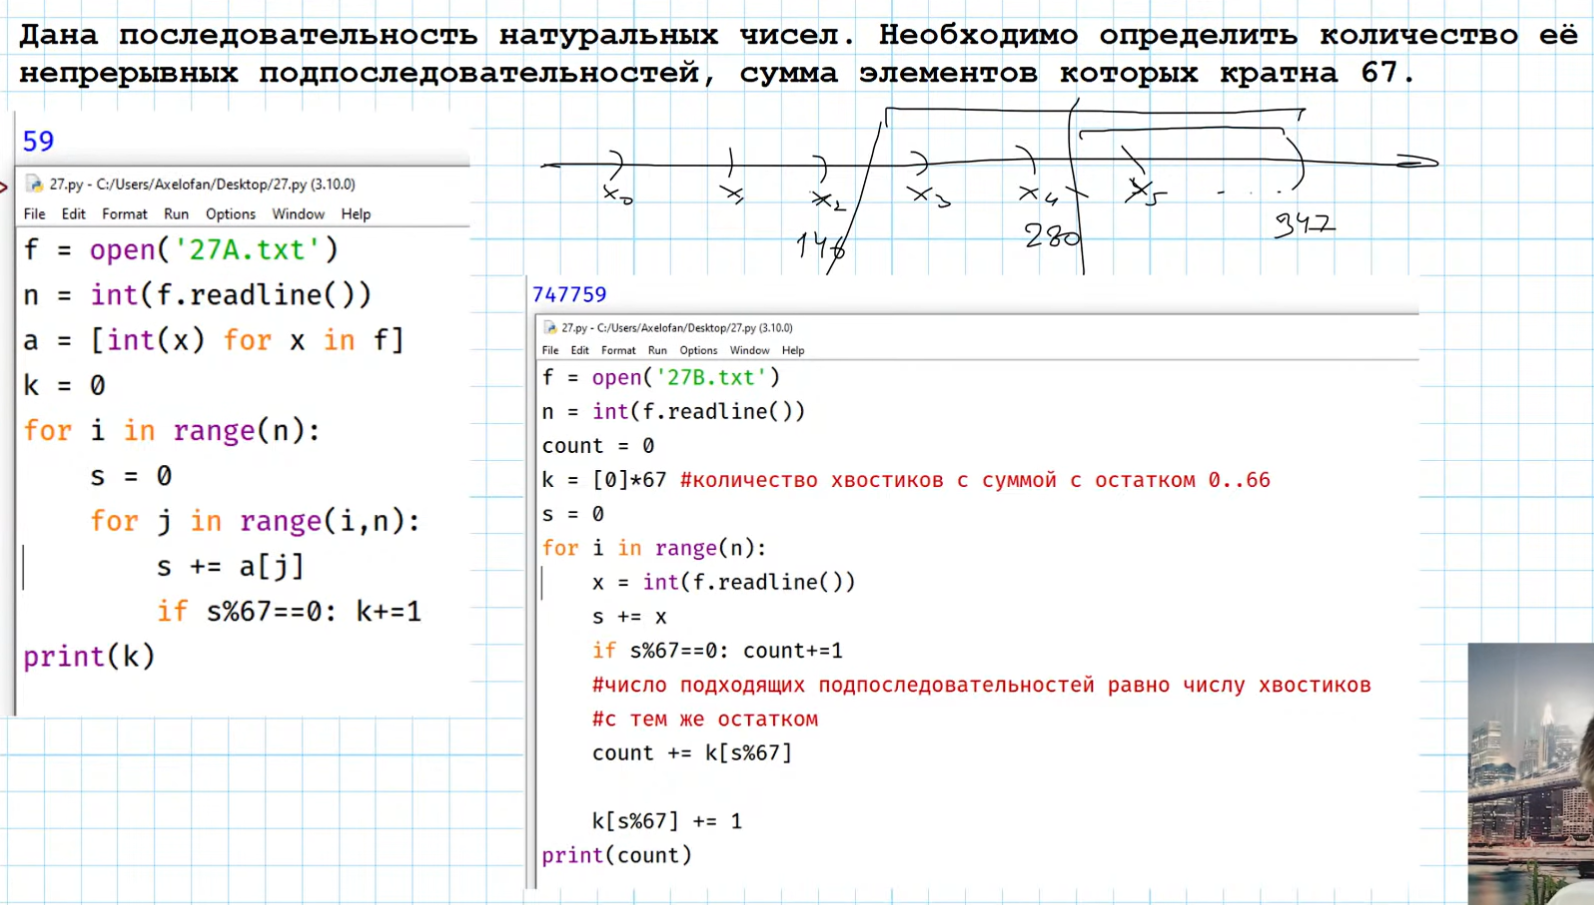 Дана последовательность натуральных чисел. Необходимо определить количество её
непрерывных подпоследовательностей, сумма элементов которых кратна 67.
59
27.py - C:/Users/Axelofan/Desktop/27.py (3.10.0)
File Edit Format Run Options Window Help
f = open('27A.txt')
n = int(f.readline())
a = [int(x) for x in f]
k = 0
for i in range(n):
    s = 0
    for j in range(i,n):
        s += a[j]
        if s%67==0: k+=1
print(k)
x₀ x₁ x₂ x₃ x₄ x₅ . . . .
146 280 347
747759
27.py - C:/Users/Axelofan/Desktop/27.py (3.10.0)
File Edit Format Run Options Window Help
f = open('27B.txt')
n = int(f.readline())
count = 0
k = [0]*67 #количество хвостиков с суммой с остатком 0..66
s = 0
for i in range(n):
    x = int(f.readline())
    s += x
    if s%67==0: count+=1
    #число подходящих подпоследовательностей равно числу хвостиков
    #с тем же остатком
    count += k[s%67]
    k[s%67] += 1
print(count)